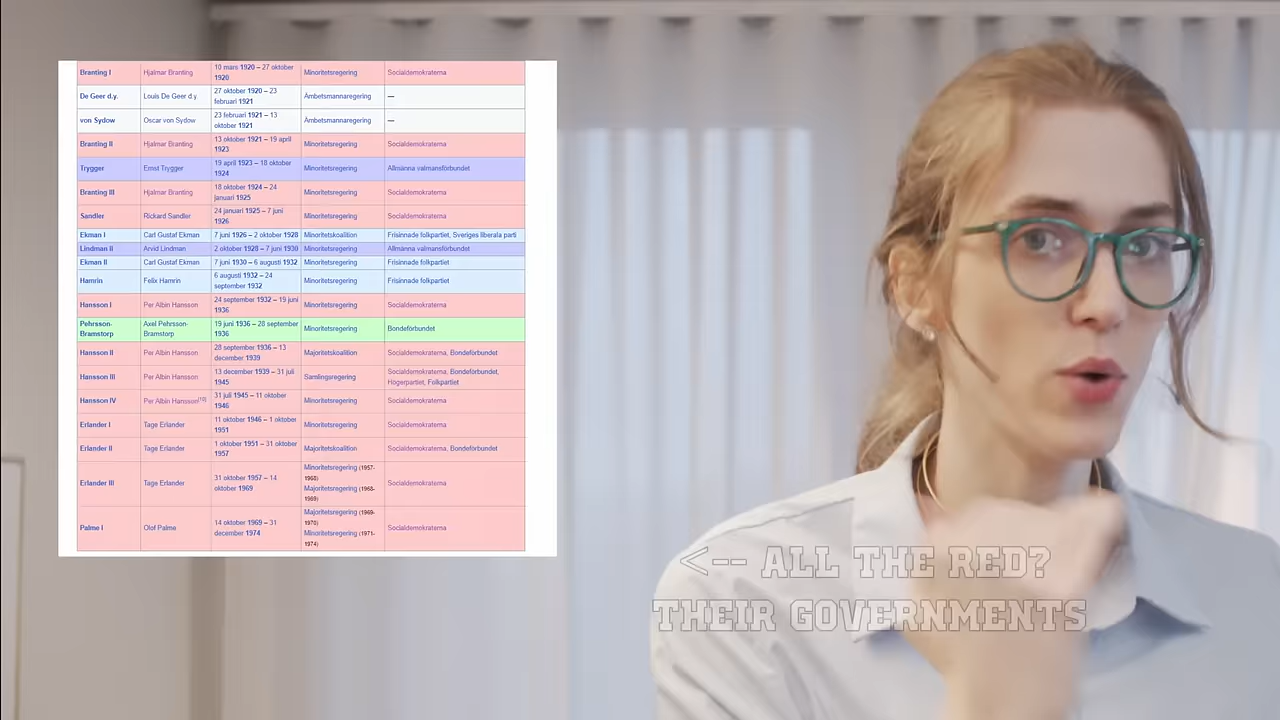 10 mars 1920 – 27 oktober
Branting I Hjalmar Branting Minoritetsregering Socialdemokraterna
1920
27 oktober 1920 – 23
De Geer d.y. Louis De Geer d.y. Ämbetsmannaregering —
februari 1921
23 februari 1921 – 13
von Sydow Oscar von Sydow Ämbetsmannaregering —
oktober 1921
13 oktober 1921 – 19 april
Branting II Hjalmar Branting Minoritetsregering Socialdemokraterna
1923
19 april 1923 – 18 oktober
Trygger Ernst Trygger Minoritetsregering Allmänna valmansförbundet
1924
18 oktober 1924 – 24
Branting III Hjalmar Branting Minoritetsregering Socialdemokraterna
januari 1925
24 januari 1925 – 7 juni
Sandler Rickard Sandler Minoritetsregering Socialdemokraterna
1926
Ekman I Carl Gustaf Ekman 7 juni 1926 – 2 oktober 1928 Minoritetskoalition Frisinnade folkpartiet, Sveriges liberala parti
Lindman II Arvid Lindman 2 oktober 1928 – 7 juni 1930 Minoritetsregering Allmänna valmansförbundet
Ekman II Carl Gustaf Ekman 7 juni 1930 – 6 augusti 1932 Minoritetsregering Frisinnade folkpartiet
6 augusti 1932 – 24
Hamrin Felix Hamrin Minoritetsregering Frisinnade folkpartiet
september 1932
24 september 1932 – 19 juni
Hansson I Per Albin Hansson Minoritetsregering Socialdemokraterna
1936
Pehrsson- Axel Pehrsson- 19 juni 1936 – 28 september
Minoritetsregering Bondeförbundet
Bramstorp Bramstorp 1936
28 september 1936 – 13
Hansson II Per Albin Hansson Majoritetskoalition Socialdemokraterna, Bondeförbundet
december 1939
13 december 1939 – 31 juli Socialdemokraterna, Bondeförbundet,
Hansson III Per Albin Hansson Samlingsregering
1945 Högerpartiet, Folkpartiet
31 juli 1945 – 11 oktober
Hansson IV Per Albin Hansson Minoritetsregering Socialdemokraterna
1946
11 oktober 1946 – 1 oktober
Erlander I Tage Erlander Minoritetsregering Socialdemokraterna
1951
1 oktober 1951 – 31 oktober
Erlander II Tage Erlander Majoritetskoalition Socialdemokraterna, Bondeförbundet
1957
Minoritetsregering (1957-
1968)
31 oktober 1957 – 14
Erlander III Tage Erlander Socialdemokraterna
oktober 1969
Majoritetsregering (1968-
1969)
Majoritetsregering (1969-
1970)
14 oktober 1969 – 31
Palme I Olof Palme Socialdemokraterna
december 1974
Minoritetsregering (1971-
1974)
<-- ALL THE RED?
THEIR GOVERNMENTS